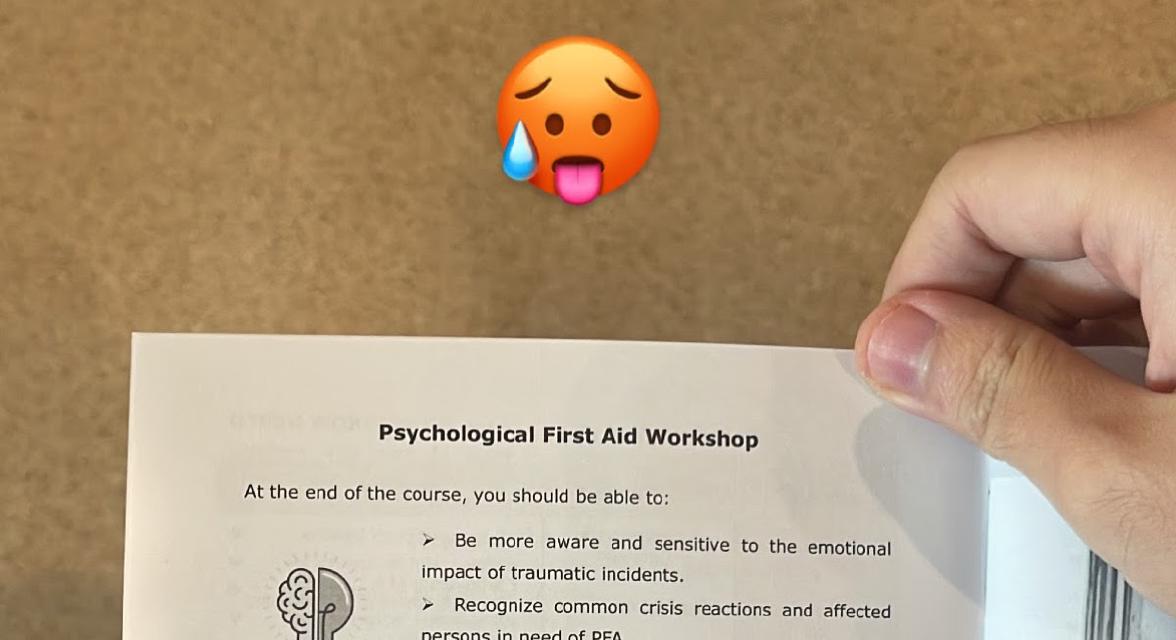 Psychological First Aid Workshop
At the end of the course, you should be able to:
➢ Be more aware and sensitive to the emotional
impact of traumatic incidents.
➢ Recognize common crisis reactions and affected
persons in need of PFA.